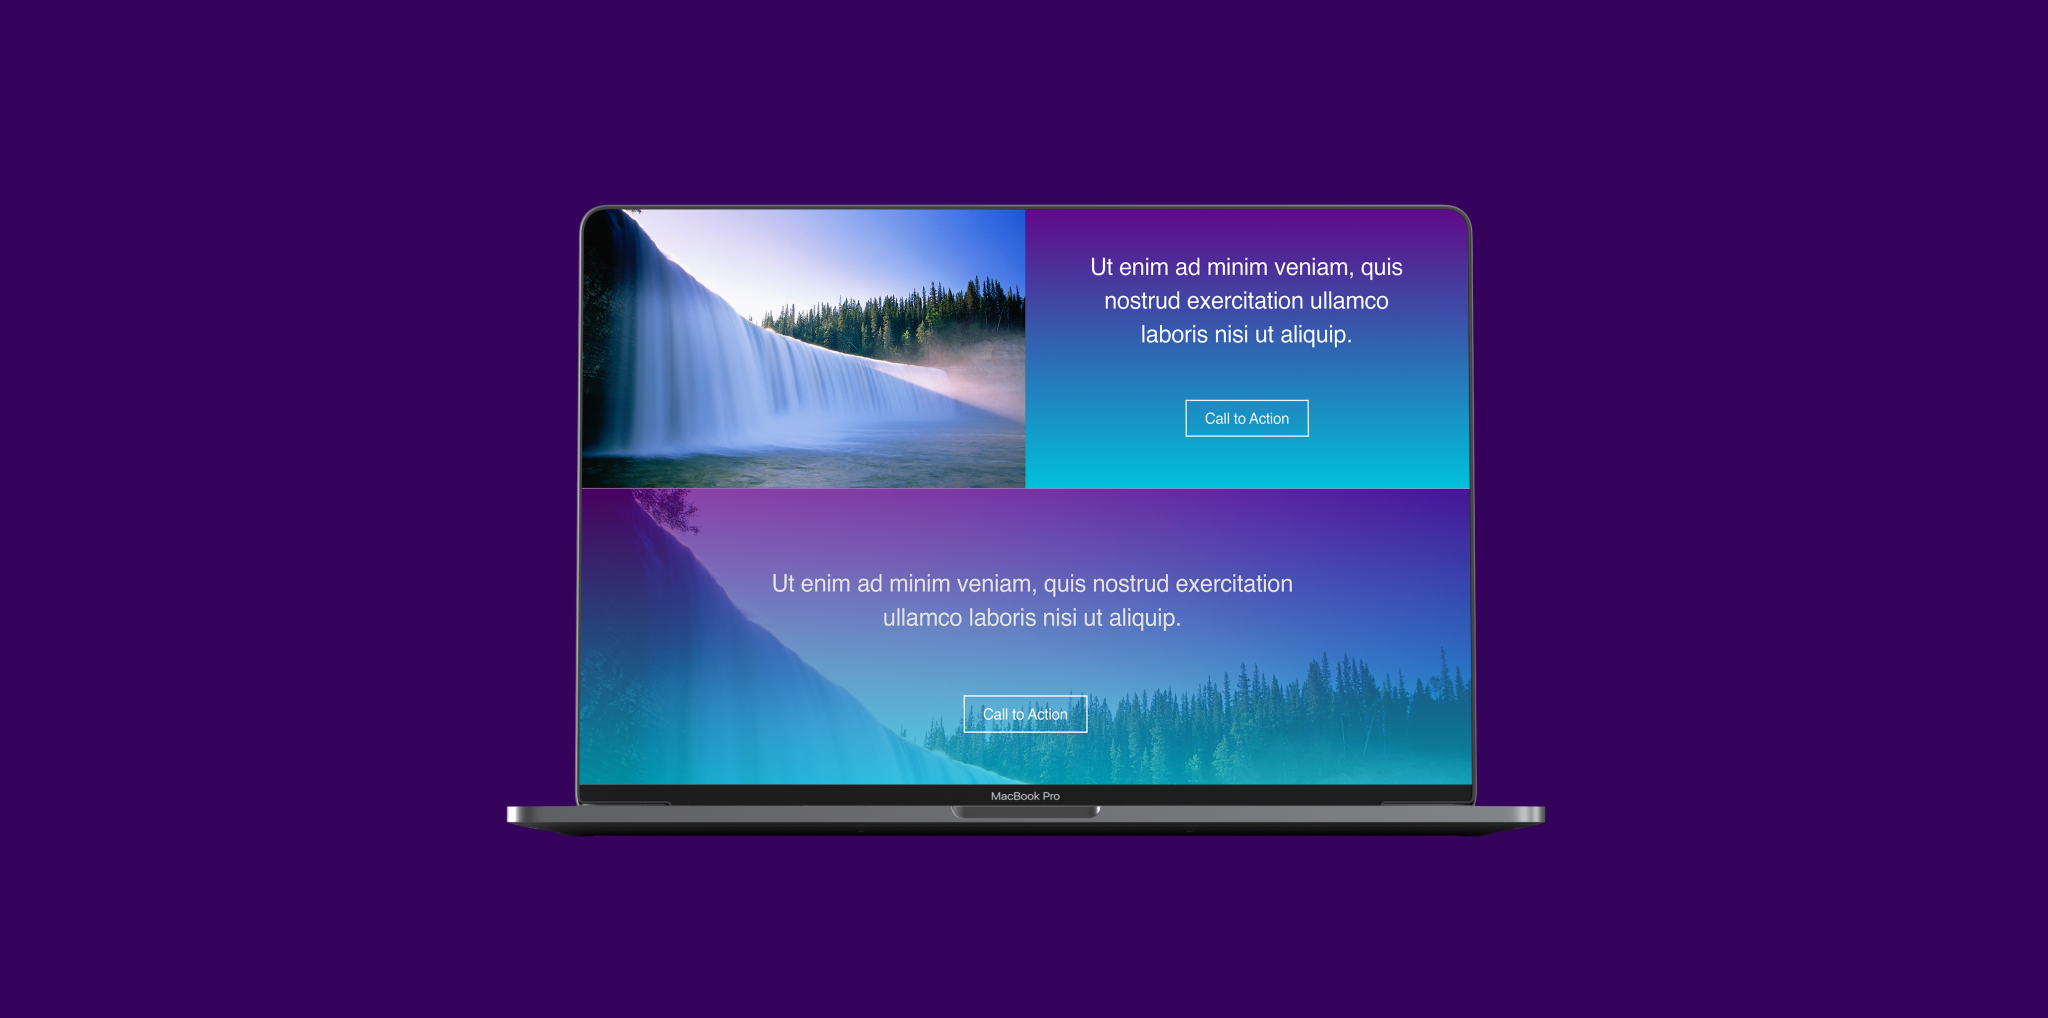 Ut enim ad minim veniam, quis
nostrud exercitation ullamco
laboris nisi ut aliquip.
Call to Action
Ut enim ad minim veniam, quis nostrud exercitation
ullamco laboris nisi ut aliquip.
Call to Action
MacBook Pro